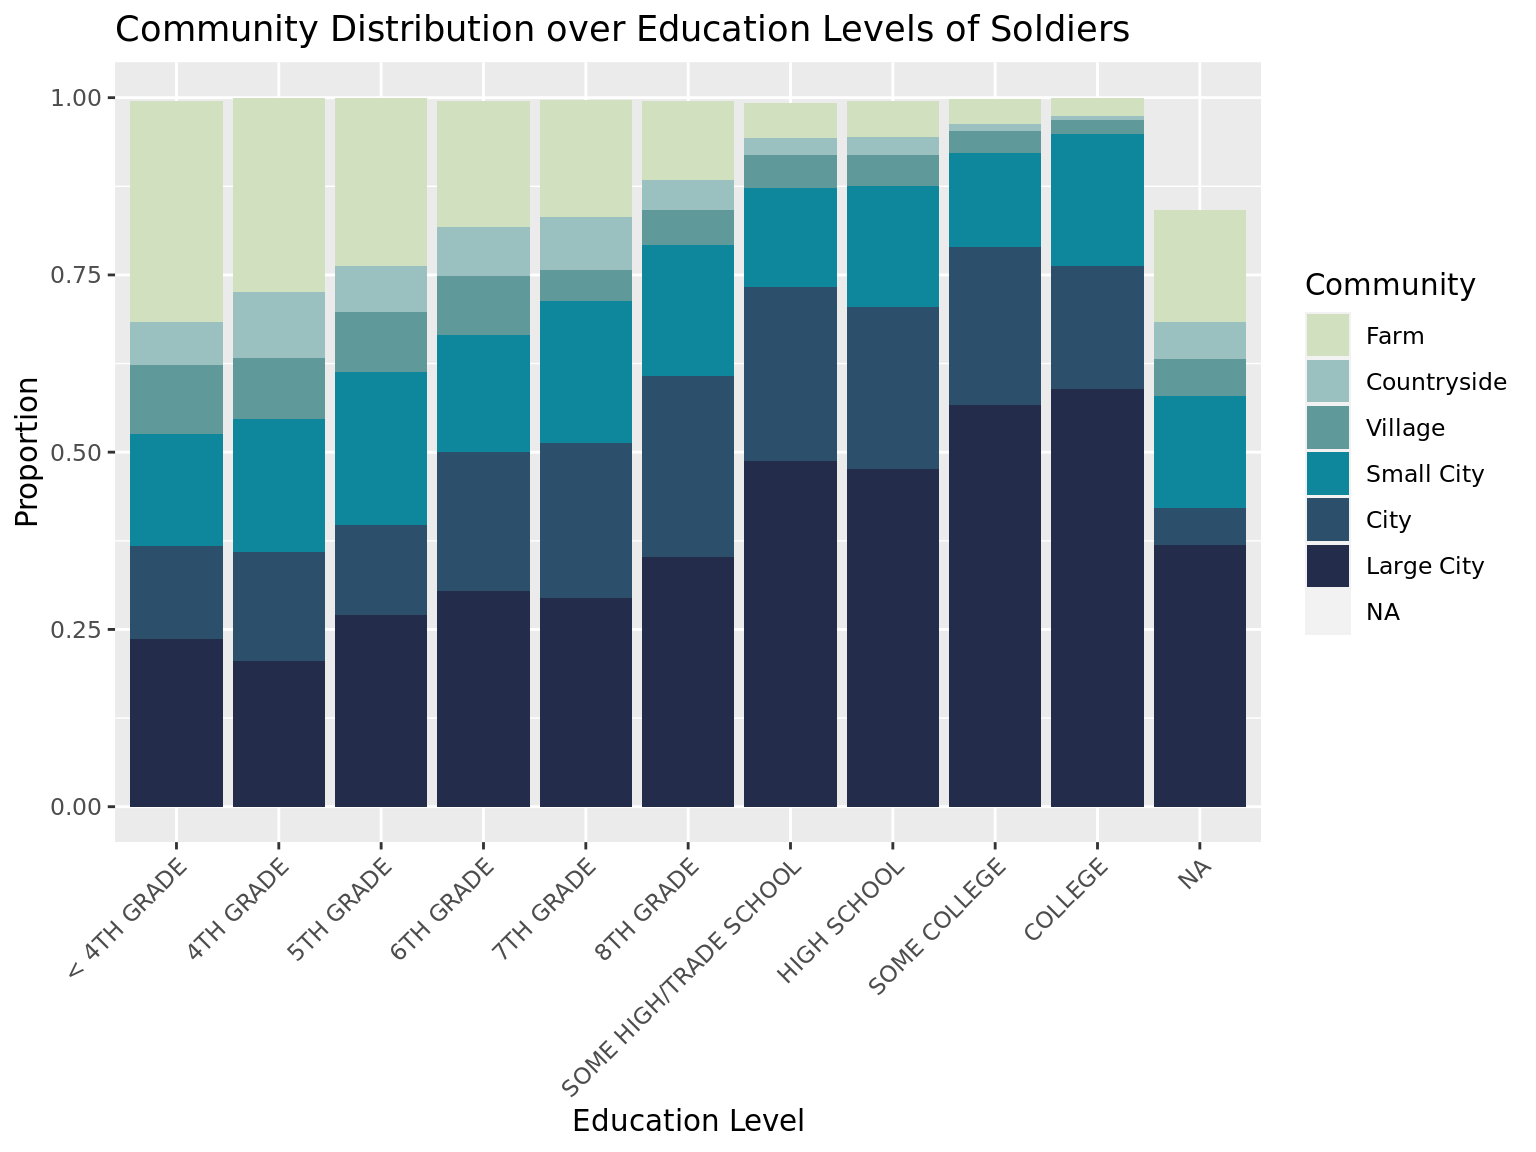 Community Distribution over Education Levels of Soldiers
Proportion
1.00
0.75
0.50
0.25
0.00
< 4TH GRADE
4TH GRADE
5TH GRADE
6TH GRADE
7TH GRADE
8TH GRADE
SOME HIGH/TRADE SCHOOL
HIGH SCHOOL
SOME COLLEGE
COLLEGE
NA
Education Level
Community
Farm
Countryside
Village
Small City
City
Large City
NA